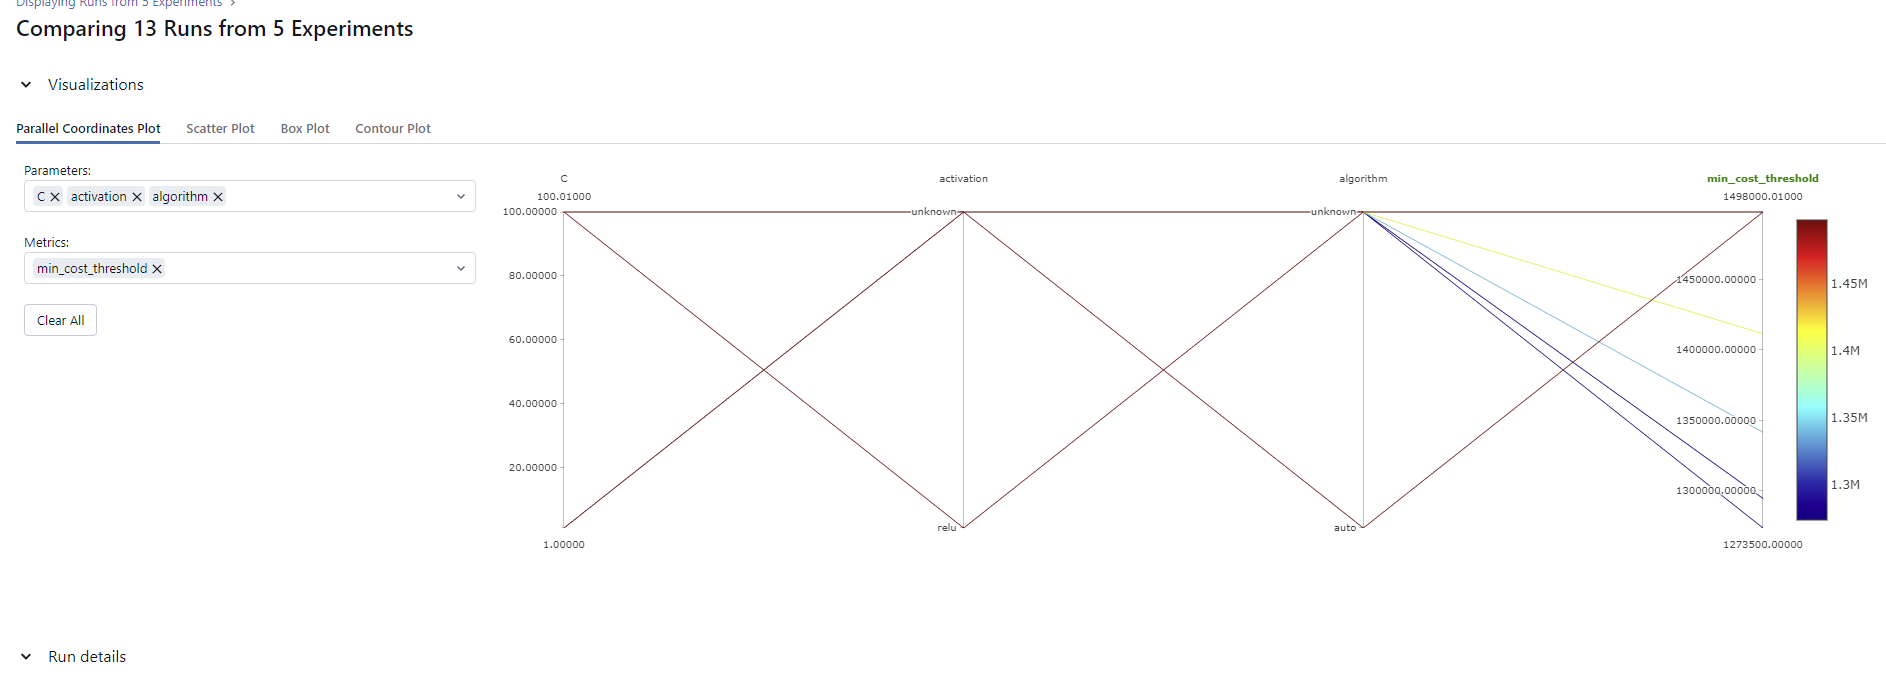 Displaying Runs from 5 Experiments >
Comparing 13 Runs from 5 Experiments
Visualizations
Parallel Coordinates Plot Scatter Plot Box Plot Contour Plot
Parameters:
C activation algorithm
Metrics:
min_cost_threshold
Clear All
C activation algorithm min_cost_threshold
100.01000 1498000.01000
100.00000 unknown unknown
80.00000 1450000.00000 1.45M
60.00000 1400000.00000 1.4M
40.00000 1350000.00000 1.35M
20.00000 1300000.00000 1.3M
relu auto
1.00000 1273500.00000
Run details